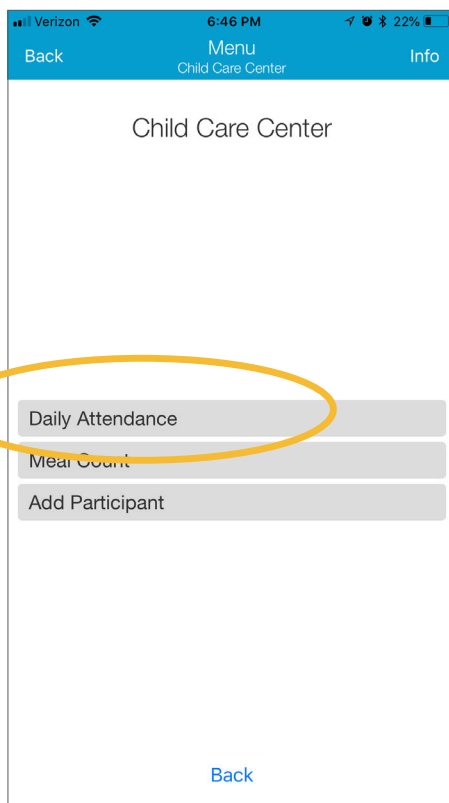 Verizon 6:46 PM 22%
Back Menu Info
Child Care Center
Child Care Center
Daily Attendance
Meal Count
Add Participant
Back